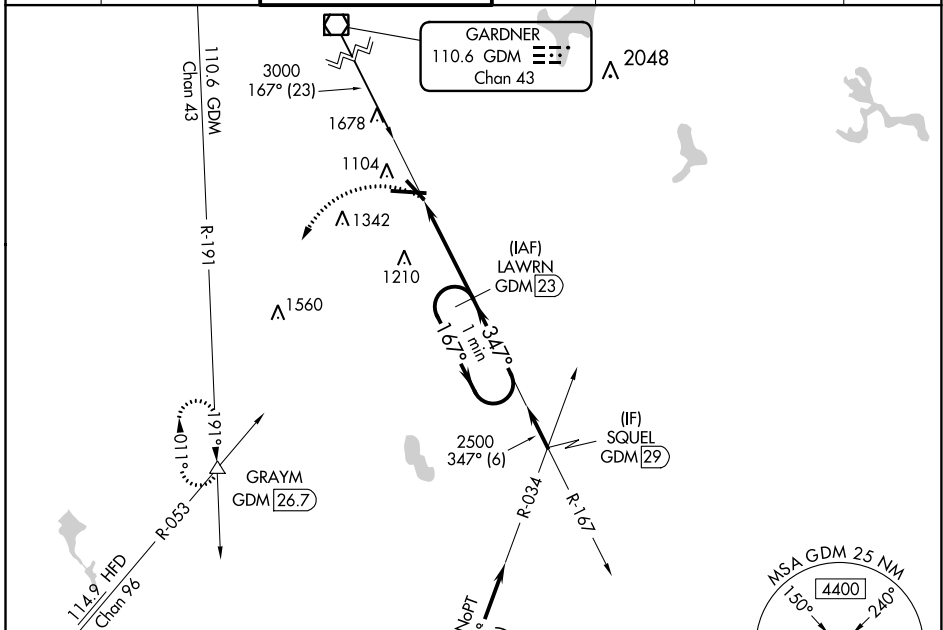 GARDNER
110.6 GDM
Chan 43
2048
3000
167° (23)
110.6 GDM
Chan 43
1678
1104
1342
1210
1560
R-191
(IAF)
LAWRN
GDM 23
347°
1 min
167°
2500
347° (6)
(IF)
SQUEL
GDM 29
191°
011°
GRAYM
GDM 26.7
R-053
114.9 HFD
Chan 96
R-034
R-167
NoPT
MSA GDM 25 NM
4400
150°
240°